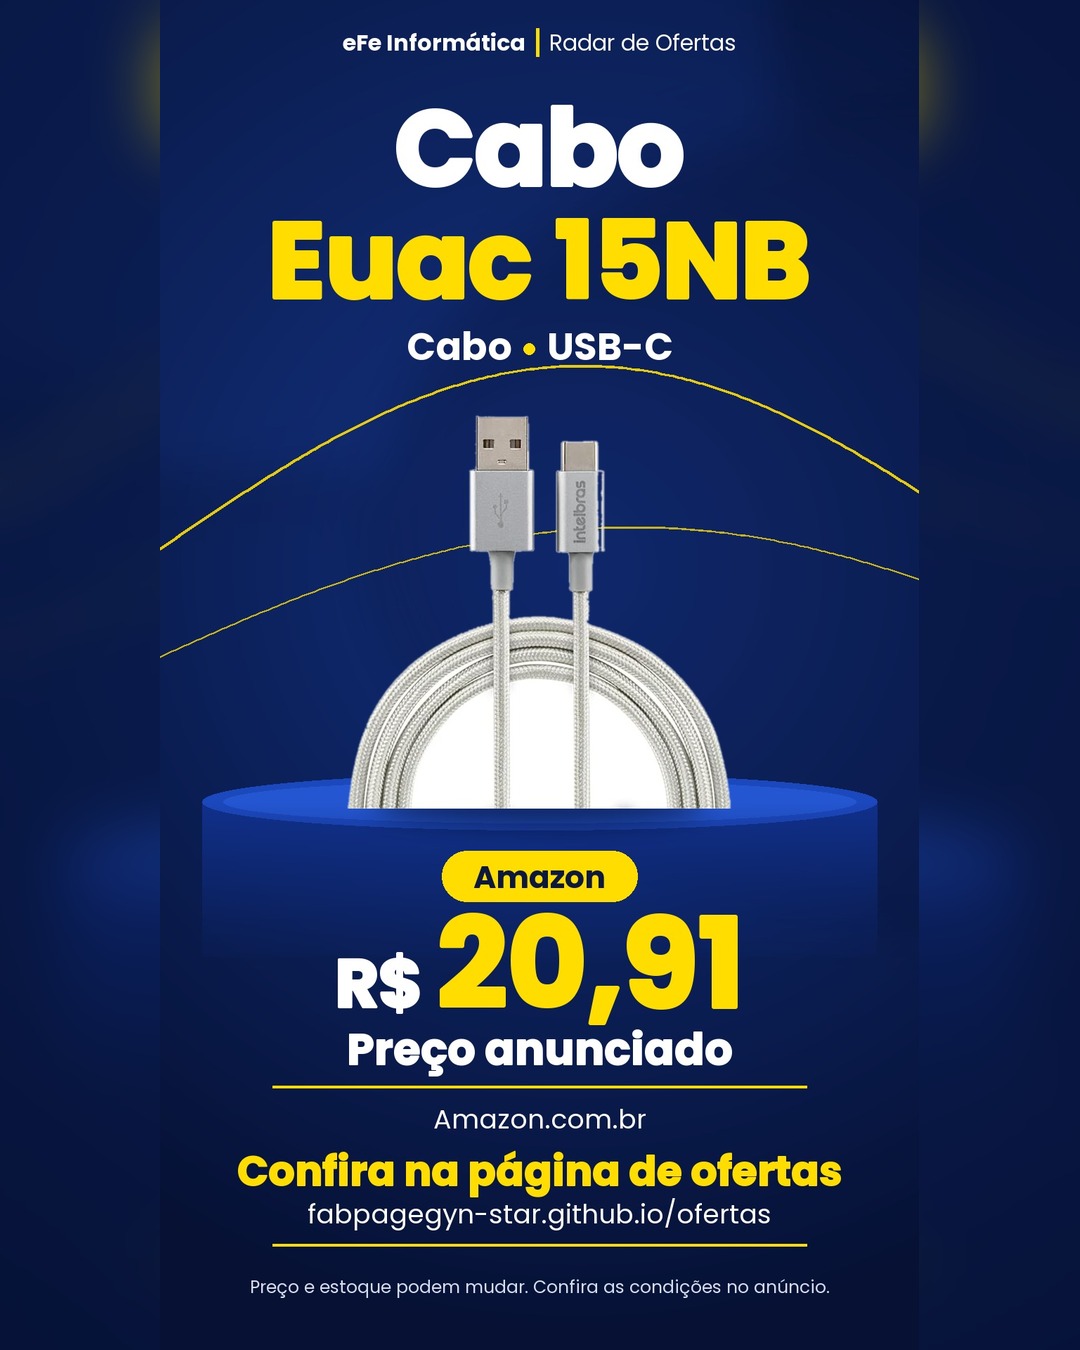 eFe Informática | Radar de Ofertas
Cabo
Euac 15NB
Cabo • USB-C
intelbras
Amazon
R$ 20,91
Preço anunciado
Amazon.com.br
Confira na página de ofertas
fabpagegyn-star.github.io/ofertas
Preço e estoque podem mudar. Confira as condições no anúncio.